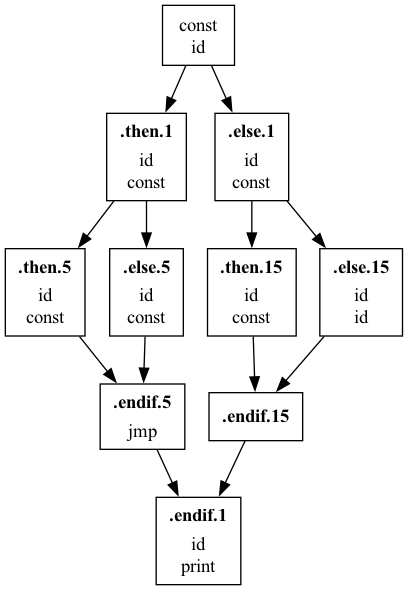 const
id
.then.1
id
const
.else.1
id
const
.then.5
id
const
.else.5
id
const
.then.15
id
const
.else.15
id
id
.endif.5
jmp
.endif.15
.endif.1
id
print